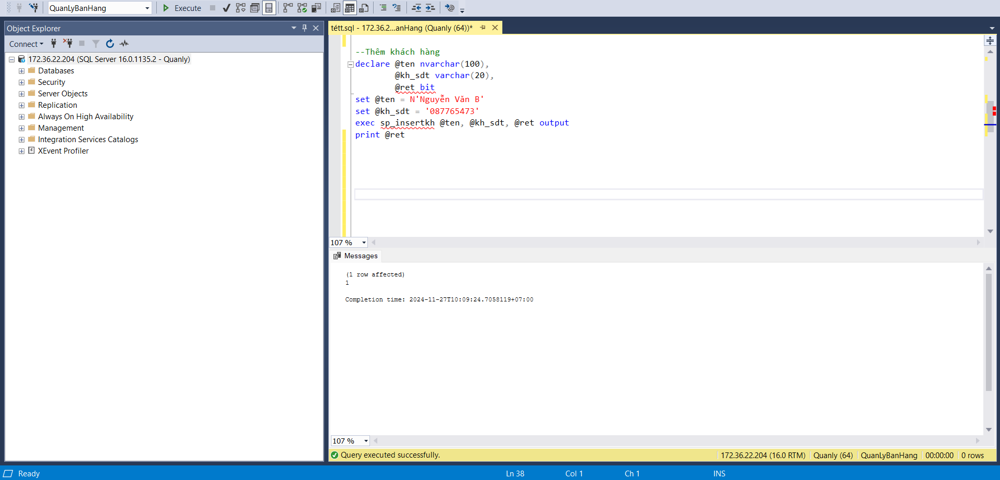 QuanLyBanHang
Execute
Object Explorer
Connect
172.36.22.204 (SQL Server 16.0.1135.2 - Quanly)
Databases
Security
Server Objects
Replication
Always On High Availability
Management
Integration Services Catalogs
XEvent Profiler
tétt.sql - 172.36.2...anHang (Quanly (64))*
--Thêm khách hàng
declare @ten nvarchar(100),
@kh_sdt varchar(20),
@ret bit
set @ten = N'Nguyễn Văn B'
set @kh_sdt = '087765473'
exec sp_insertkh @ten, @kh_sdt, @ret output
print @ret
107 %
Messages
(1 row affected)
1
Completion time: 2024-11-27T10:09:24.7058119+07:00
107 %
Query executed successfully.
172.36.22.204 (16.0 RTM) Quanly (64) QuanLyBanHang 00:00:00 0 rows
Ready Ln 38 Col 1 Ch 1 INS